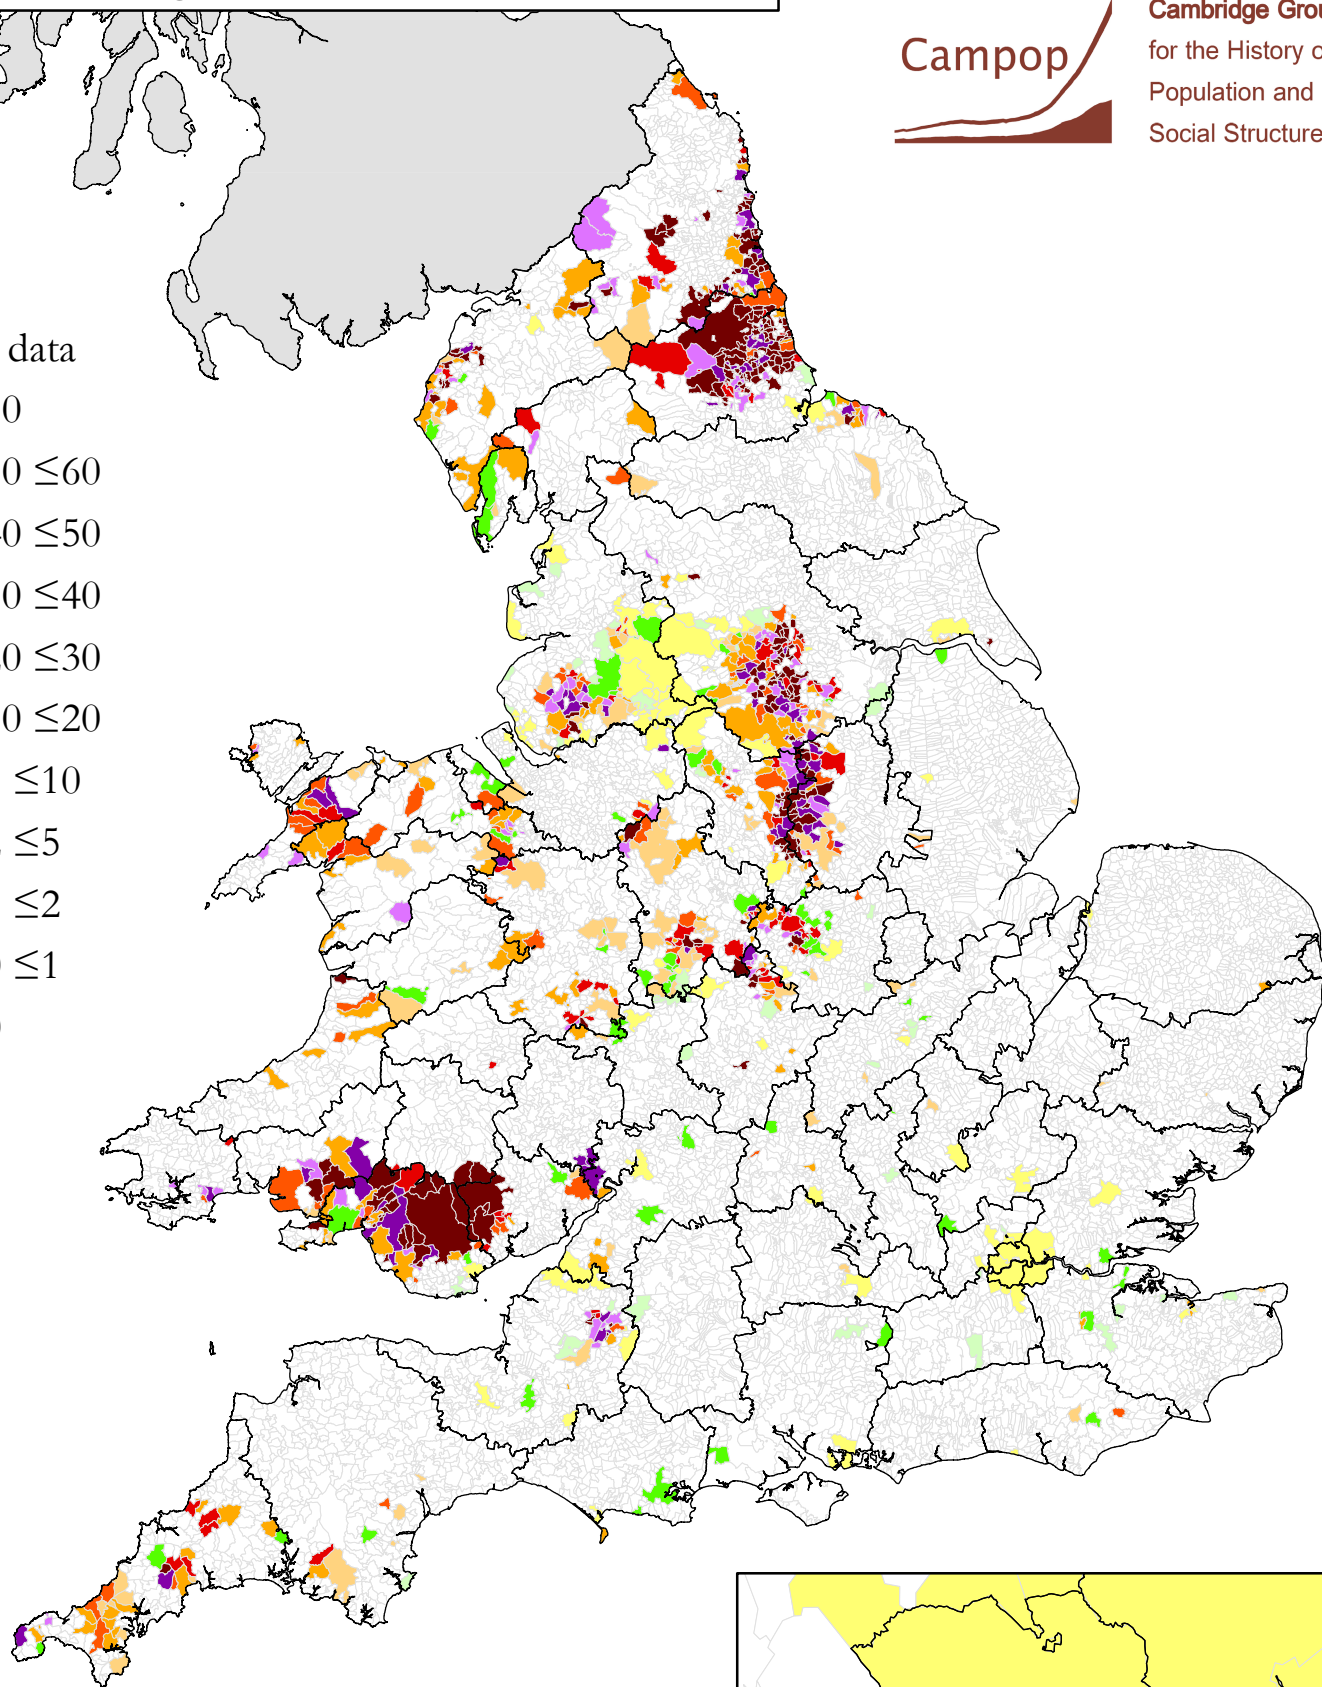 Campop
Cambridge
for the History
Population and
Social Structure
data
0
0 ≤60
0 ≤50
0 ≤40
0 ≤30
0 ≤20
≤10
≤5
≤2
≤1